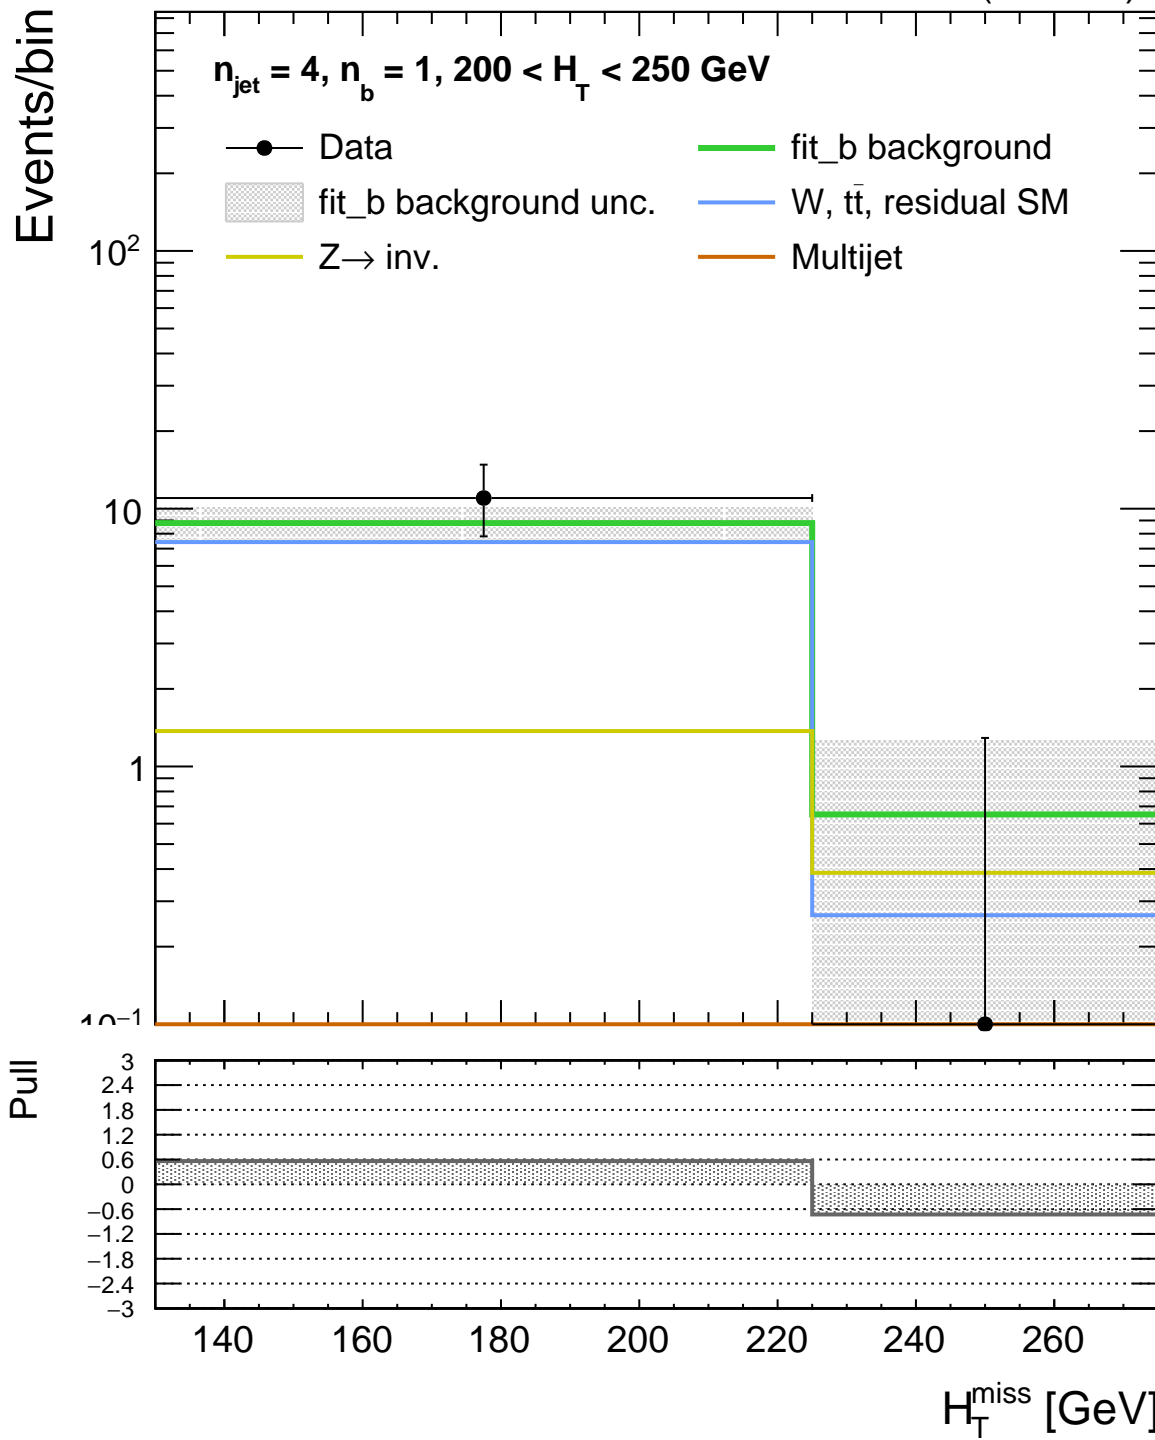 n_jet = 4, n_b = 1, 200 < H_T < 250 GeV
Data
fit_b background
fit_b background unc.
W, tt̄, residual SM
Z→ inv.
Multijet
Events/bin
10²
10
1
10⁻¹
Pull
3
2.4
1.8
1.2
0.6
0
−0.6
−1.2
−1.8
−2.4
−3
140 160 180 200 220 240 260
H_T^miss [GeV]